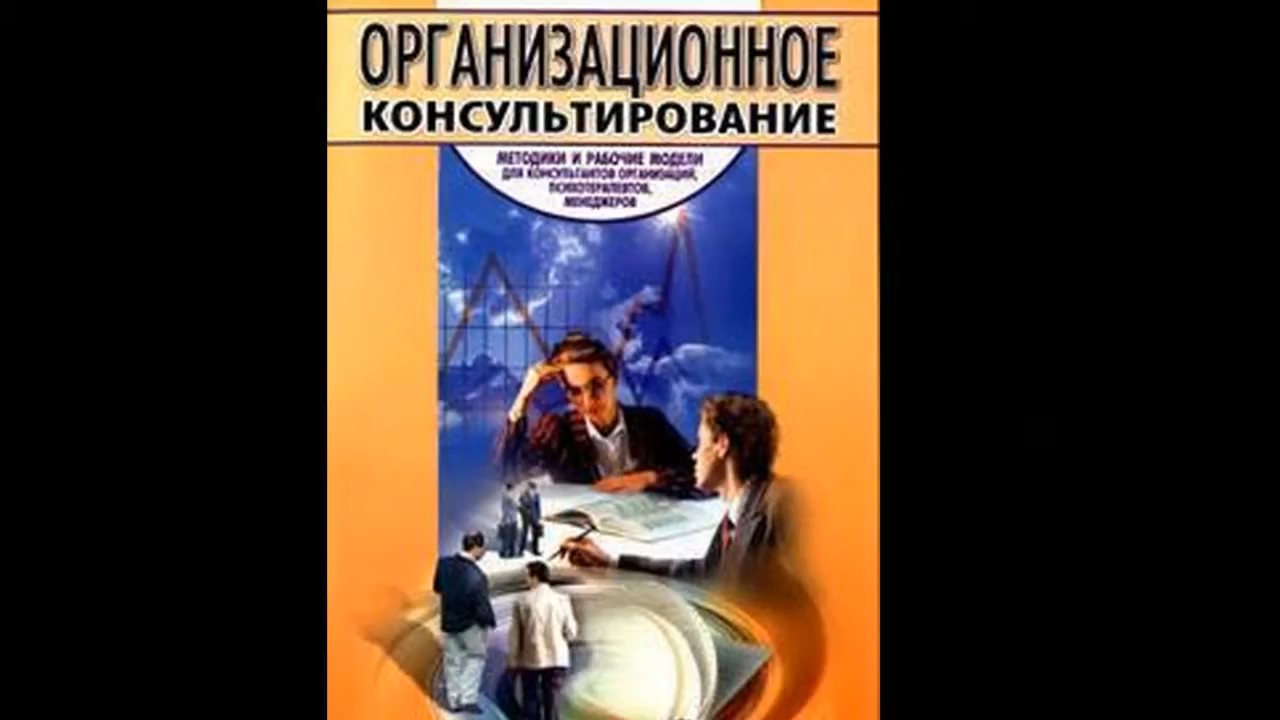 ОРГАНИЗАЦИОННОЕ
КОНСУЛЬТИРОВАНИЕ
МЕТОДИКИ И РАБОЧИЕ МОДЕЛИ
ДЛЯ КОНСУЛЬТАНТОВ ОРГАНИЗАЦИЙ,
ПСИХОТЕРАПЕВТОВ,
МЕНЕДЖЕРОВ